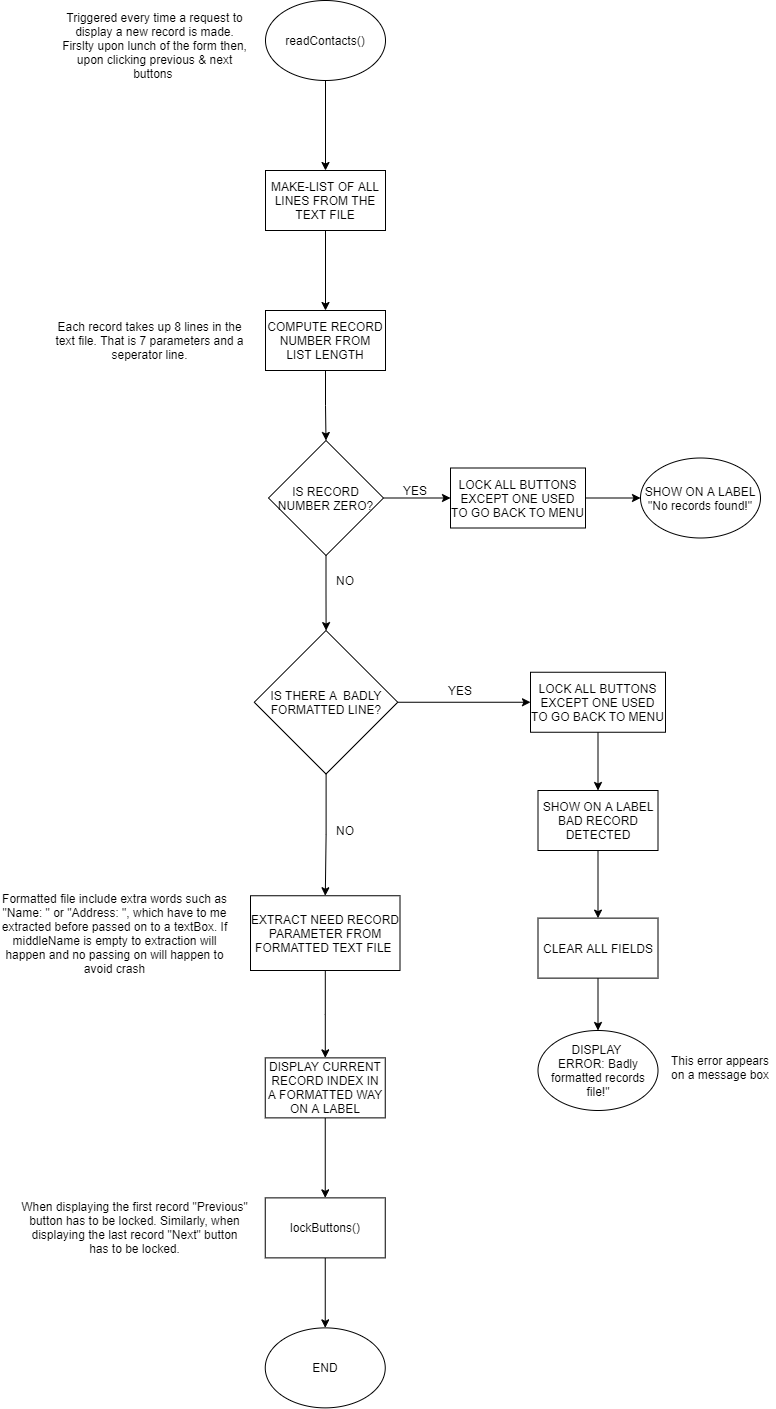 Triggered every time a request to
display a new record is made.
Firslty upon lunch of the form then,
upon clicking previous & next
buttons
readContacts()
MAKE-LIST OF ALL
LINES FROM THE
TEXT FILE
Each record takes up 8 lines in the
text file. That is 7 parameters and a
seperator line.
COMPUTE RECORD
NUMBER FROM
LIST LENGTH
IS RECORD
NUMBER ZERO?
YES
LOCK ALL BUTTONS
EXCEPT ONE USED
TO GO BACK TO MENU
SHOW ON A LABEL
"No records found!"
NO
IS THERE A BADLY
FORMATTED LINE?
YES
LOCK ALL BUTTONS
EXCEPT ONE USED
TO GO BACK TO MENU
SHOW ON A LABEL
BAD RECORD
DETECTED
NO
Formatted file include extra words such as
"Name: " or "Address: ", which have to me
extracted before passed on to a textBox. If
middleName is empty to extraction will
happen and no passing on will happen to
avoid crash
EXTRACT NEED RECORD
PARAMETER FROM
FORMATTED TEXT FILE
CLEAR ALL FIELDS
DISPLAY
ERROR: Badly
formatted records
file!"
This error appears
on a message box
DISPLAY CURRENT
RECORD INDEX IN
A FORMATTED WAY
ON A LABEL
When displaying the first record "Previous"
button has to be locked. Similarly, when
displaying the last record "Next" button
has to be locked.
lockButtons()
END